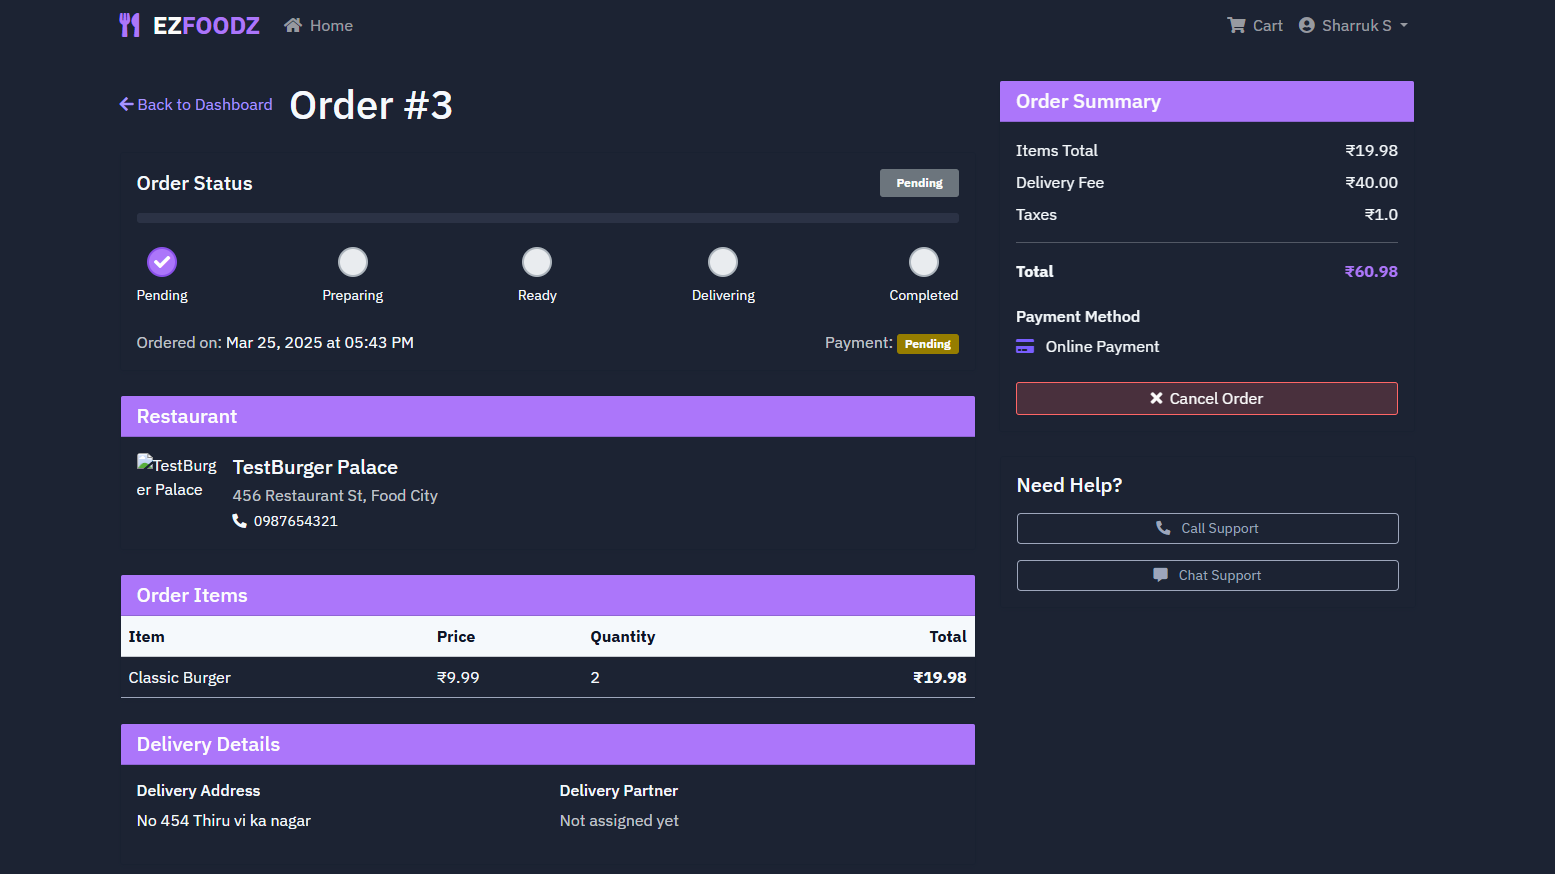 EZFOODZ Home Cart Sharruk S
Back to Dashboard Order #3
Order Status Pending
Pending Preparing Ready Delivering Completed
Ordered on: Mar 25, 2025 at 05:43 PM Payment: Pending
Restaurant
TestBurg
er Palace
TestBurger Palace
456 Restaurant St, Food City
0987654321
Order Items
Item Price Quantity Total
Classic Burger ₹9.99 2 ₹19.98
Delivery Details
Delivery Address
No 454 Thiru vi ka nagar
Delivery Partner
Not assigned yet
Order Summary
Items Total ₹19.98
Delivery Fee ₹40.00
Taxes ₹1.0
Total ₹60.98
Payment Method
Online Payment
Cancel Order
Need Help?
Call Support
Chat Support